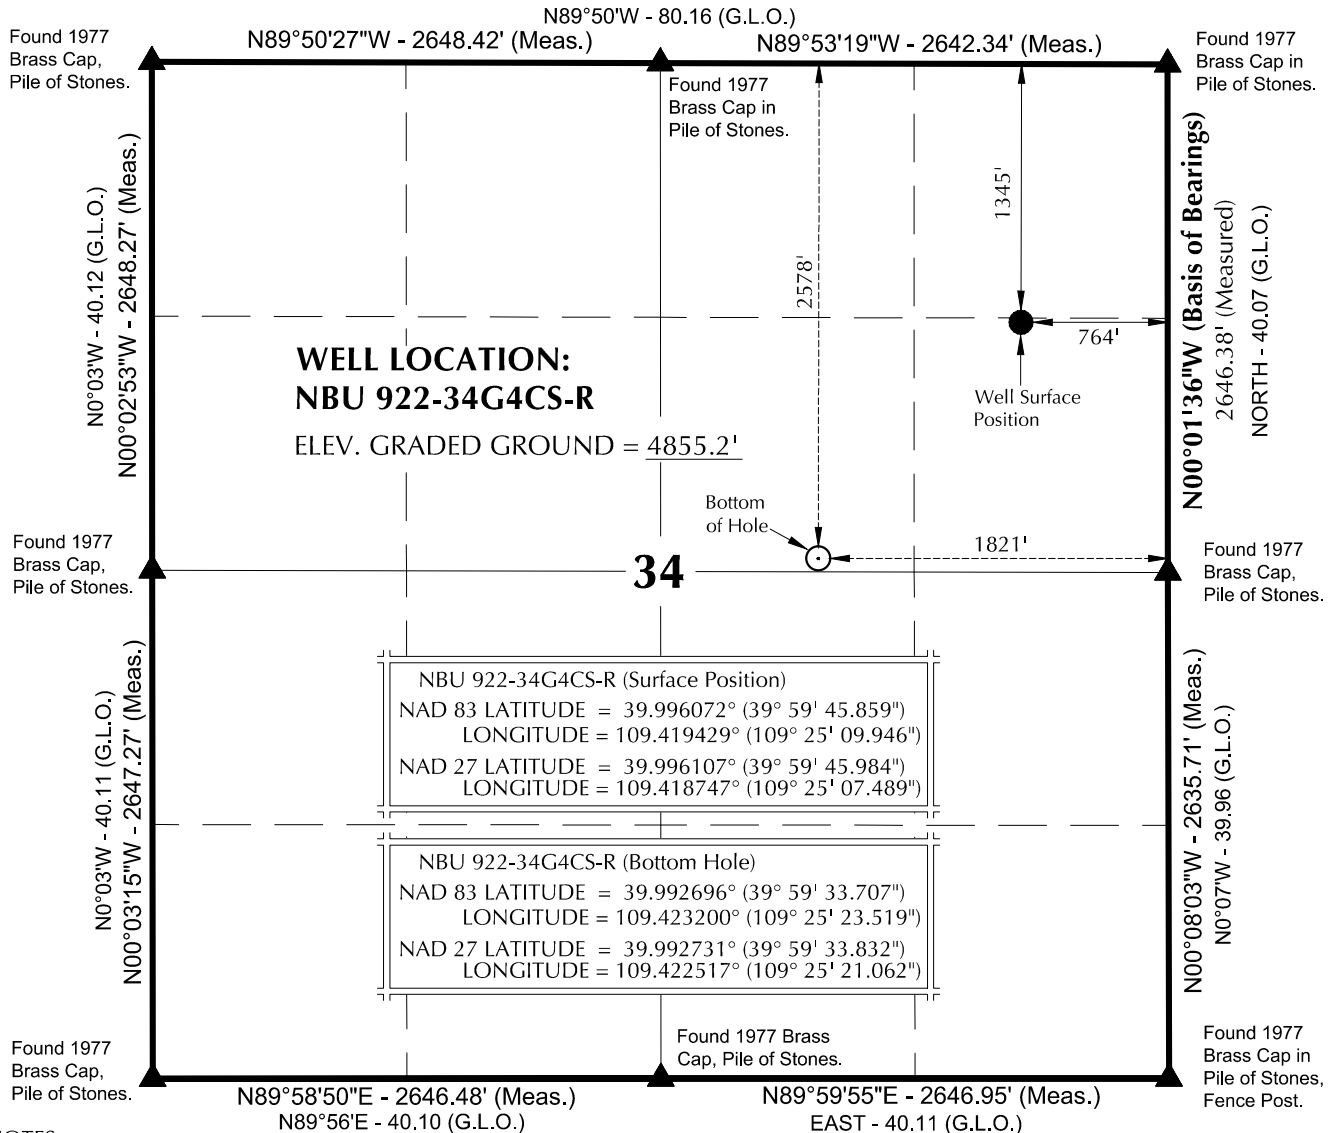 N89°50'W - 80.16 (G.L.O.)
N89°50'27"W - 2648.42' (Meas.)
N89°53'19"W - 2642.34' (Meas.)
Found 1977
Brass Cap,
Pile of Stones.
Found 1977
Brass Cap in
Pile of Stones.
Found 1977
Brass Cap in
Pile of Stones.
N0°03'W - 40.12 (G.L.O.)
N00°02'53"W - 2648.27' (Meas.)
2578'
1345'
764'
N00°01'36"W (Basis of Bearings)
2646.38' (Measured)
NORTH - 40.07 (G.L.O.)
WELL LOCATION:
NBU 922-34G4CS-R
ELEV. GRADED GROUND = 4855.2'
Well Surface
Position
Bottom
of Hole
1821'
Found 1977
Brass Cap,
Pile of Stones.
34
Found 1977
Brass Cap,
Pile of Stones.
N0°03'W - 40.11 (G.L.O.)
N00°03'15"W - 2647.27' (Meas.)
NBU 922-34G4CS-R (Surface Position)
NAD 83 LATITUDE = 39.996072° (39° 59' 45.859")
LONGITUDE = 109.419429° (109° 25' 09.946")
NAD 27 LATITUDE = 39.996107° (39° 59' 45.984")
LONGITUDE = 109.418747° (109° 25' 07.489")
NBU 922-34G4CS-R (Bottom Hole)
NAD 83 LATITUDE = 39.992696° (39° 59' 33.707")
LONGITUDE = 109.423200° (109° 25' 23.519")
NAD 27 LATITUDE = 39.992731° (39° 59' 33.832")
LONGITUDE = 109.422517° (109° 25' 21.062")
N00°08'03"W - 2635.71' (Meas.)
N0°07'W - 39.96 (G.L.O.)
Found 1977
Brass Cap,
Pile of Stones.
Found 1977 Brass
Cap, Pile of Stones.
Found 1977
Brass Cap in
Pile of Stones,
Fence Post.
N89°58'50"E - 2646.48' (Meas.)
N89°56'E - 40.10 (G.L.O.)
N89°59'55"E - 2646.95' (Meas.)
EAST - 40.11 (G.L.O.)